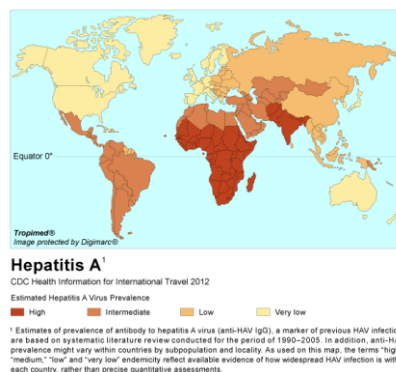 Equator 0°
Tropimed®
Image protected by Digimarc®
Hepatitis A¹
CDC Health Information for International Travel 2012
Estimated Hepatitis A Virus Prevalence
High Intermediate Low Very low
¹ Estimates of prevalence of antibody to hepatitis A virus (anti-HAV IgG), a marker of previous HAV infection
are based on systematic literature review conducted for the period of 1990–2005. In addition, anti-HA
prevalence might vary within countries by subpopulation and locality. As used on this map, the terms "high
"medium," "low" and "very low" endemicity reflect available evidence of how widespread HAV infection is with
each country, rather than precise quantitative assessments.